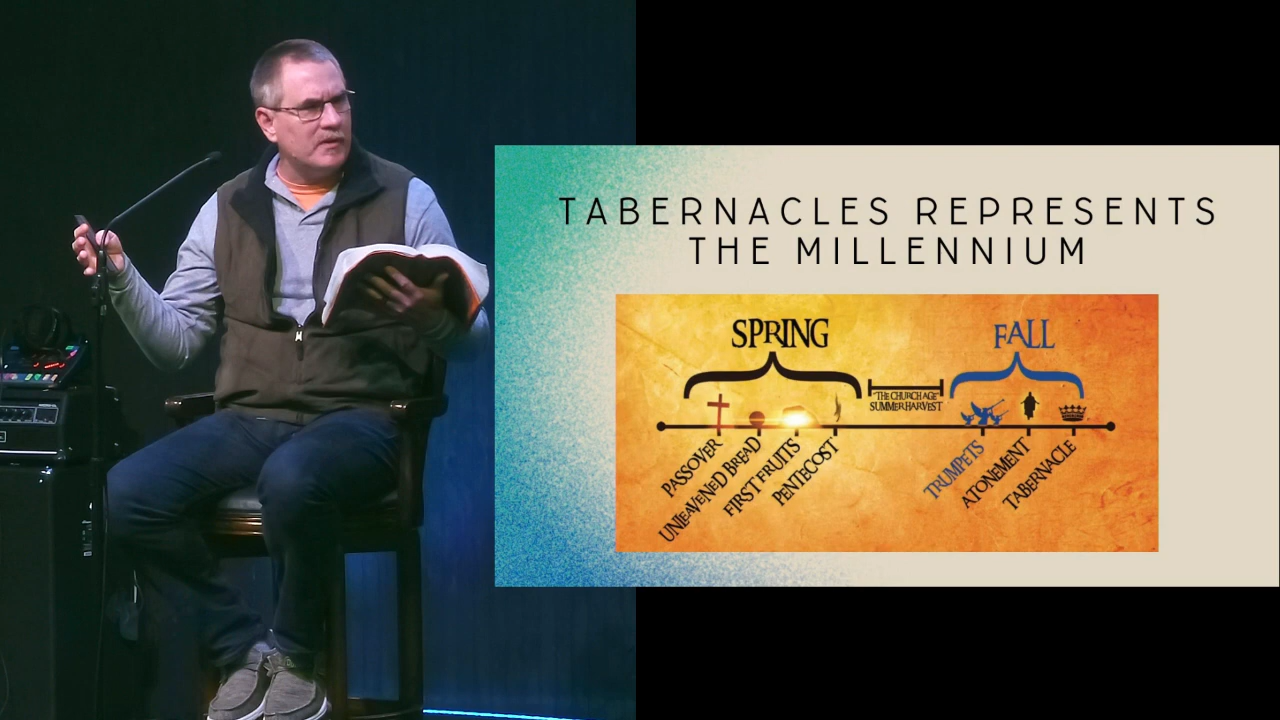 TABERNACLES REPRESENTS
THE MILLENNIUM
SPRING
FALL
"THE CHURCH AGE"
SUMMER HARVEST
PASSOVER
UNLEAVENED BREAD
FIRST FRUITS
PENTECOST
TRUMPETS
ATONEMENT
TABERNACLE